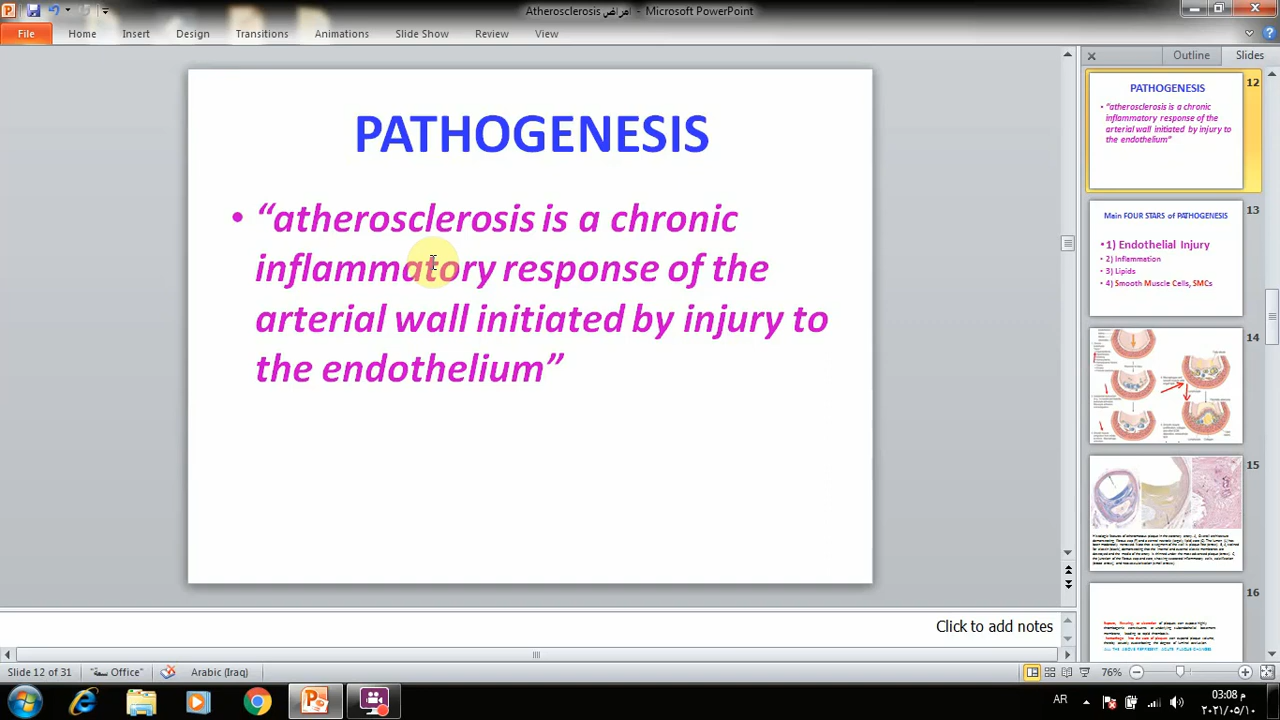 Atherosclerosis امراض - Microsoft PowerPoint
File Home Insert Design Transitions Animations Slide Show Review View
PATHOGENESIS
• “atherosclerosis is a chronic
inflammatory response of the
arterial wall initiated by injury to
the endothelium”
Outline Slides
12
PATHOGENESIS
• “atherosclerosis is a chronic
inflammatory response of the
arterial wall initiated by injury to
the endothelium”
13
Main FOUR STARS of PATHOGENESIS
• 1) Endothelial Injury
• 2) Inflammation
• 3) Lipids
• 4) Smooth Muscle Cells, SMCs
14
15
16
Click to add notes
Slide 12 of 31 "Office" Arabic (Iraq) 76%
AR
03:08 م
٢٠٢١/٠٥/١٠